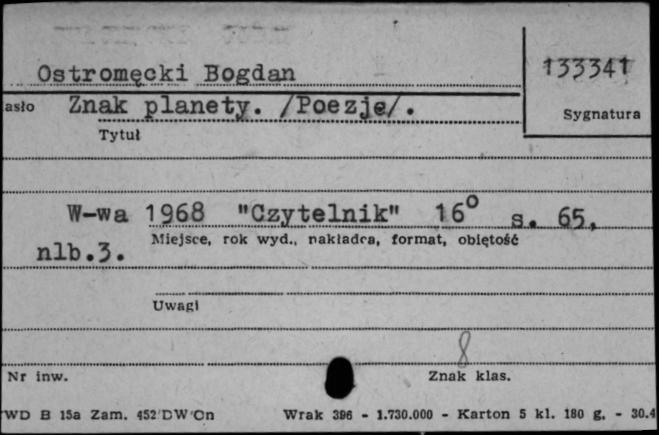 Ostromęcki Bogdan
133341
asło Znak planety. /Poezje/.
Sygnatura
Tytuł
W-wa 1968 "Czytelnik" 16° s. 65,
Miejsce, rok wyd., nakładca, format, objętość
nlb.3.
Uwagi
8
Nr inw.
Znak klas.
WD B 15a Zam. 452 DW Cn Wrak 396 - 1.730.000 - Karton 5 kl. 180 g. - 30.4